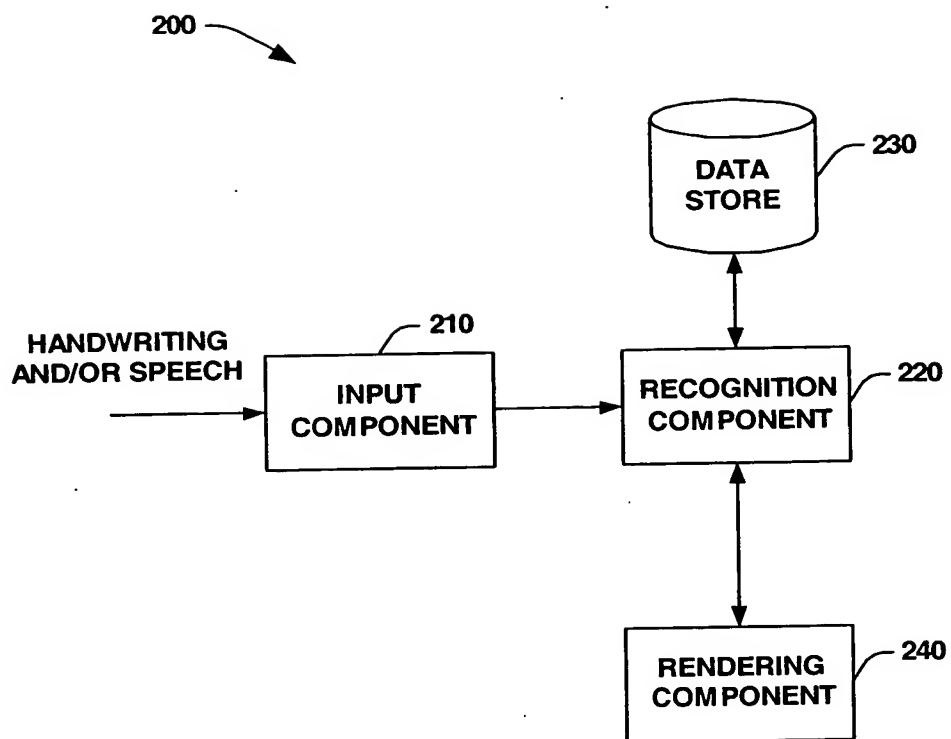 200
DATA
STORE
230
HANDWRITING
AND/OR SPEECH
210
INPUT
COMPONENT
RECOGNITION
COMPONENT
220
RENDERING
COMPONENT
240